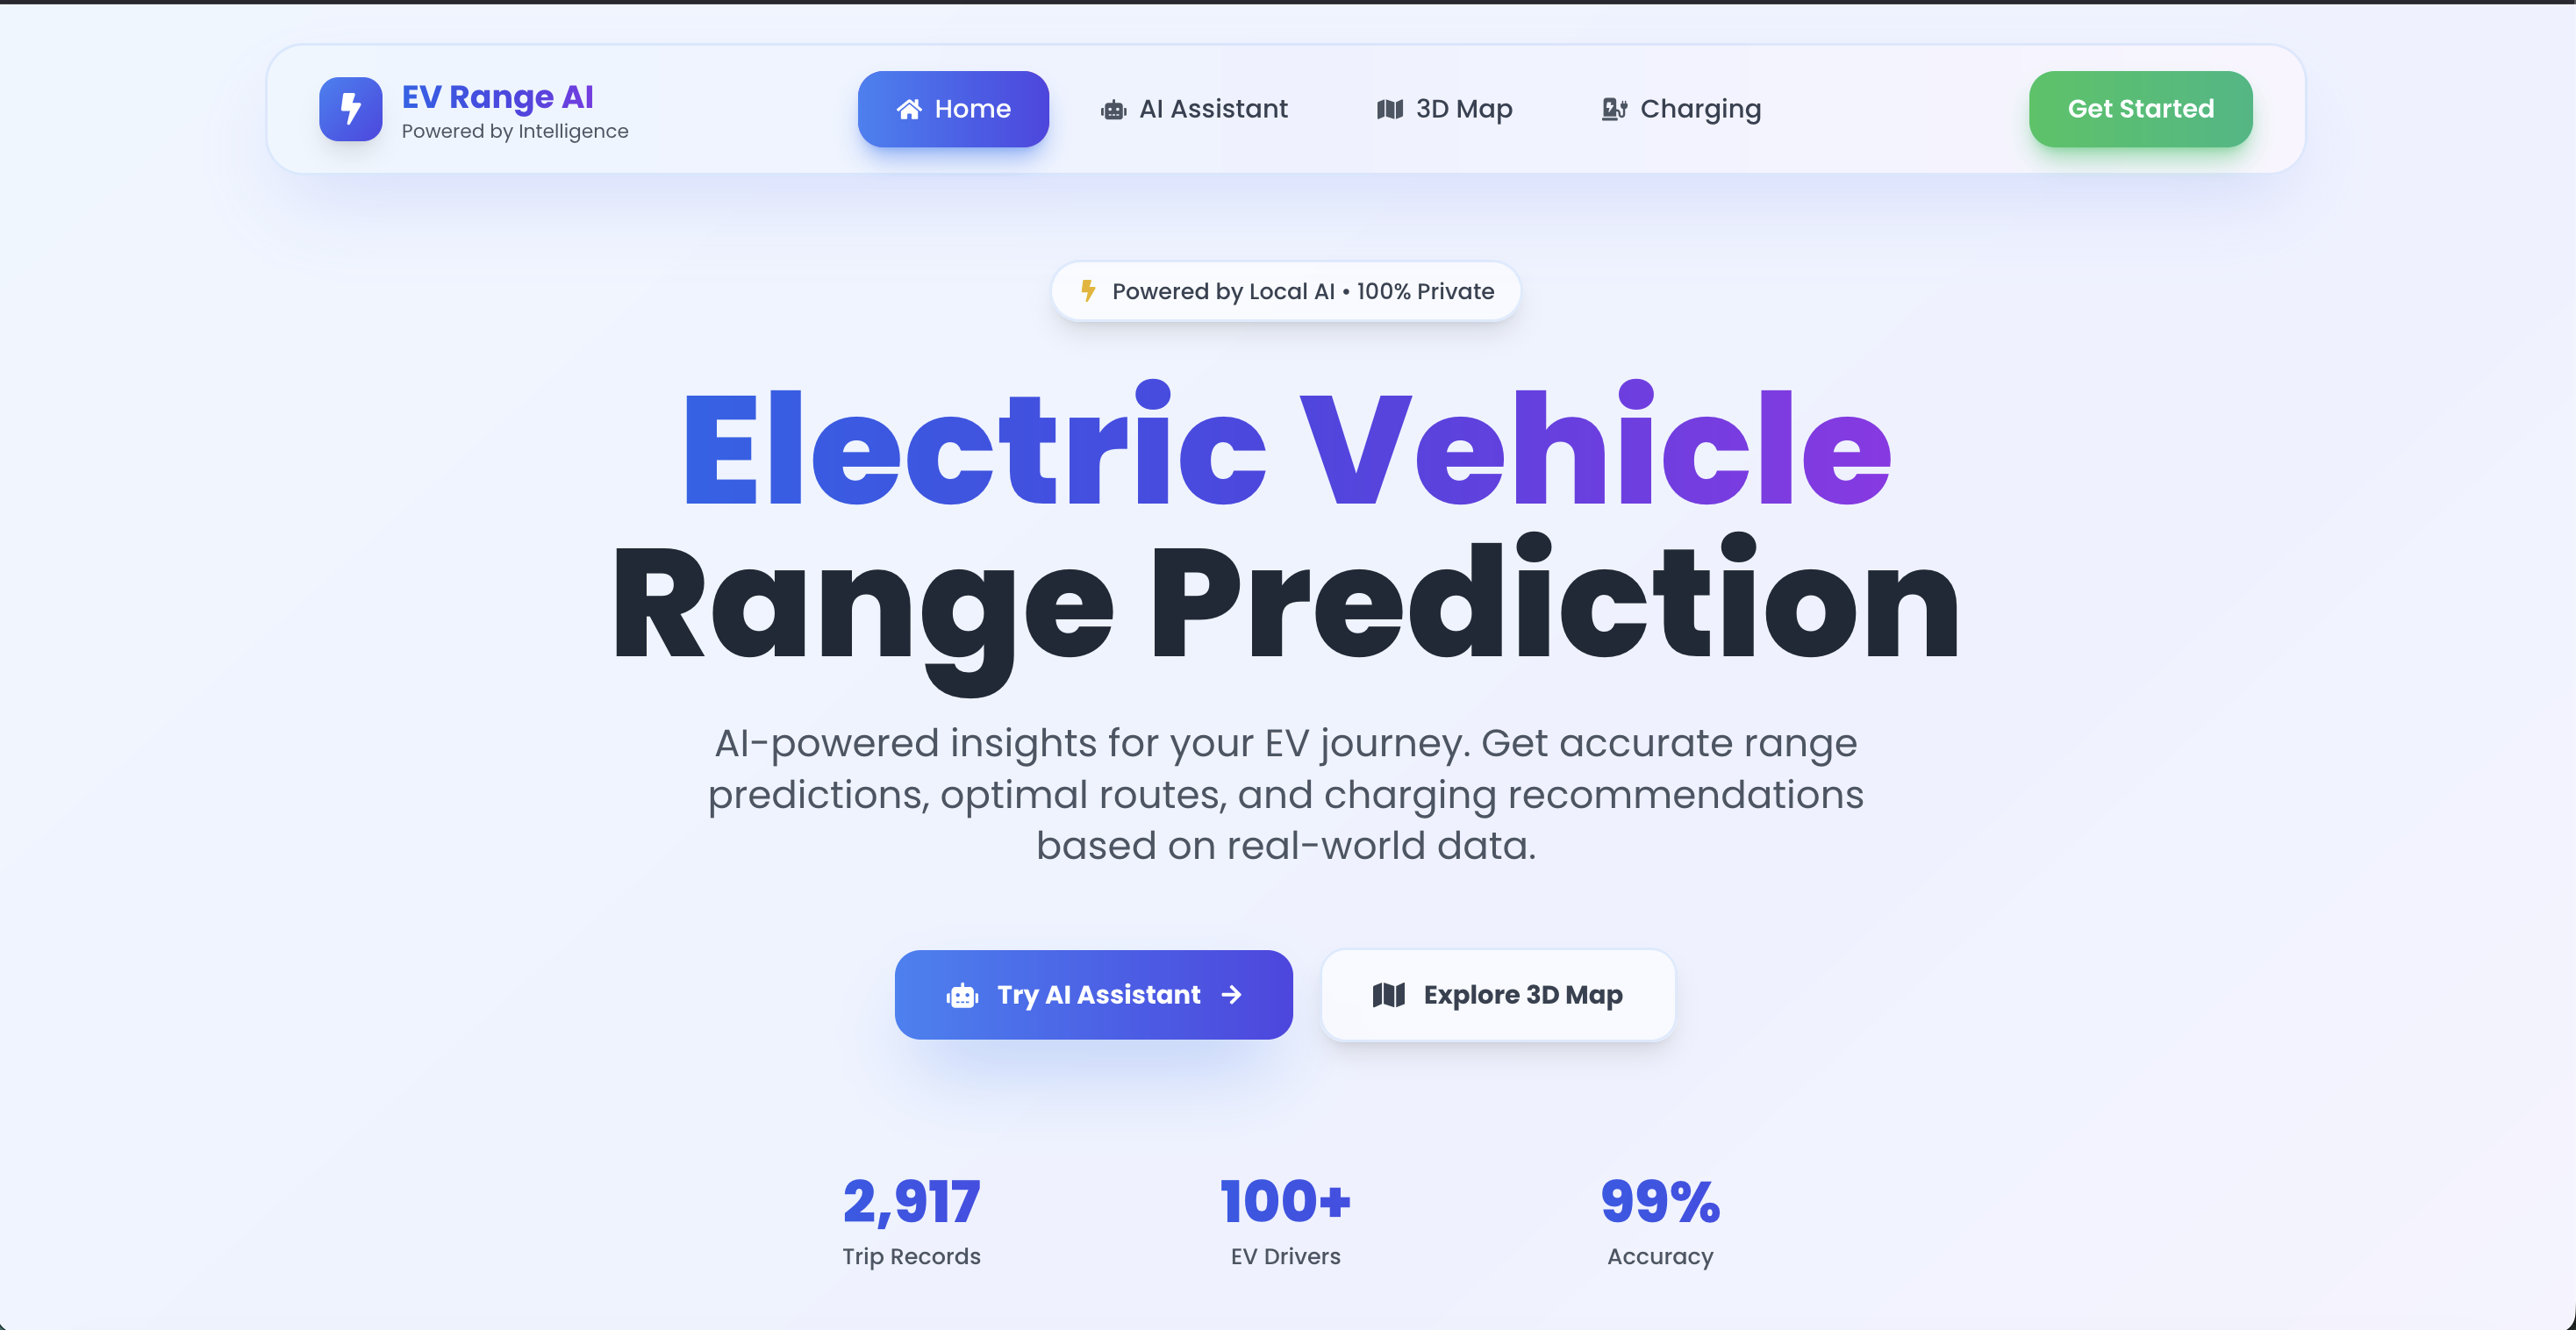 EV Range AI
Powered by Intelligence
Home
AI Assistant
3D Map
Charging
Get Started
Powered by Local AI • 100% Private
Electric Vehicle
Range Prediction
AI-powered insights for your EV journey. Get accurate range
predictions, optimal routes, and charging recommendations
based on real-world data.
Try AI Assistant →
Explore 3D Map
2,917
Trip Records
100+
EV Drivers
99%
Accuracy